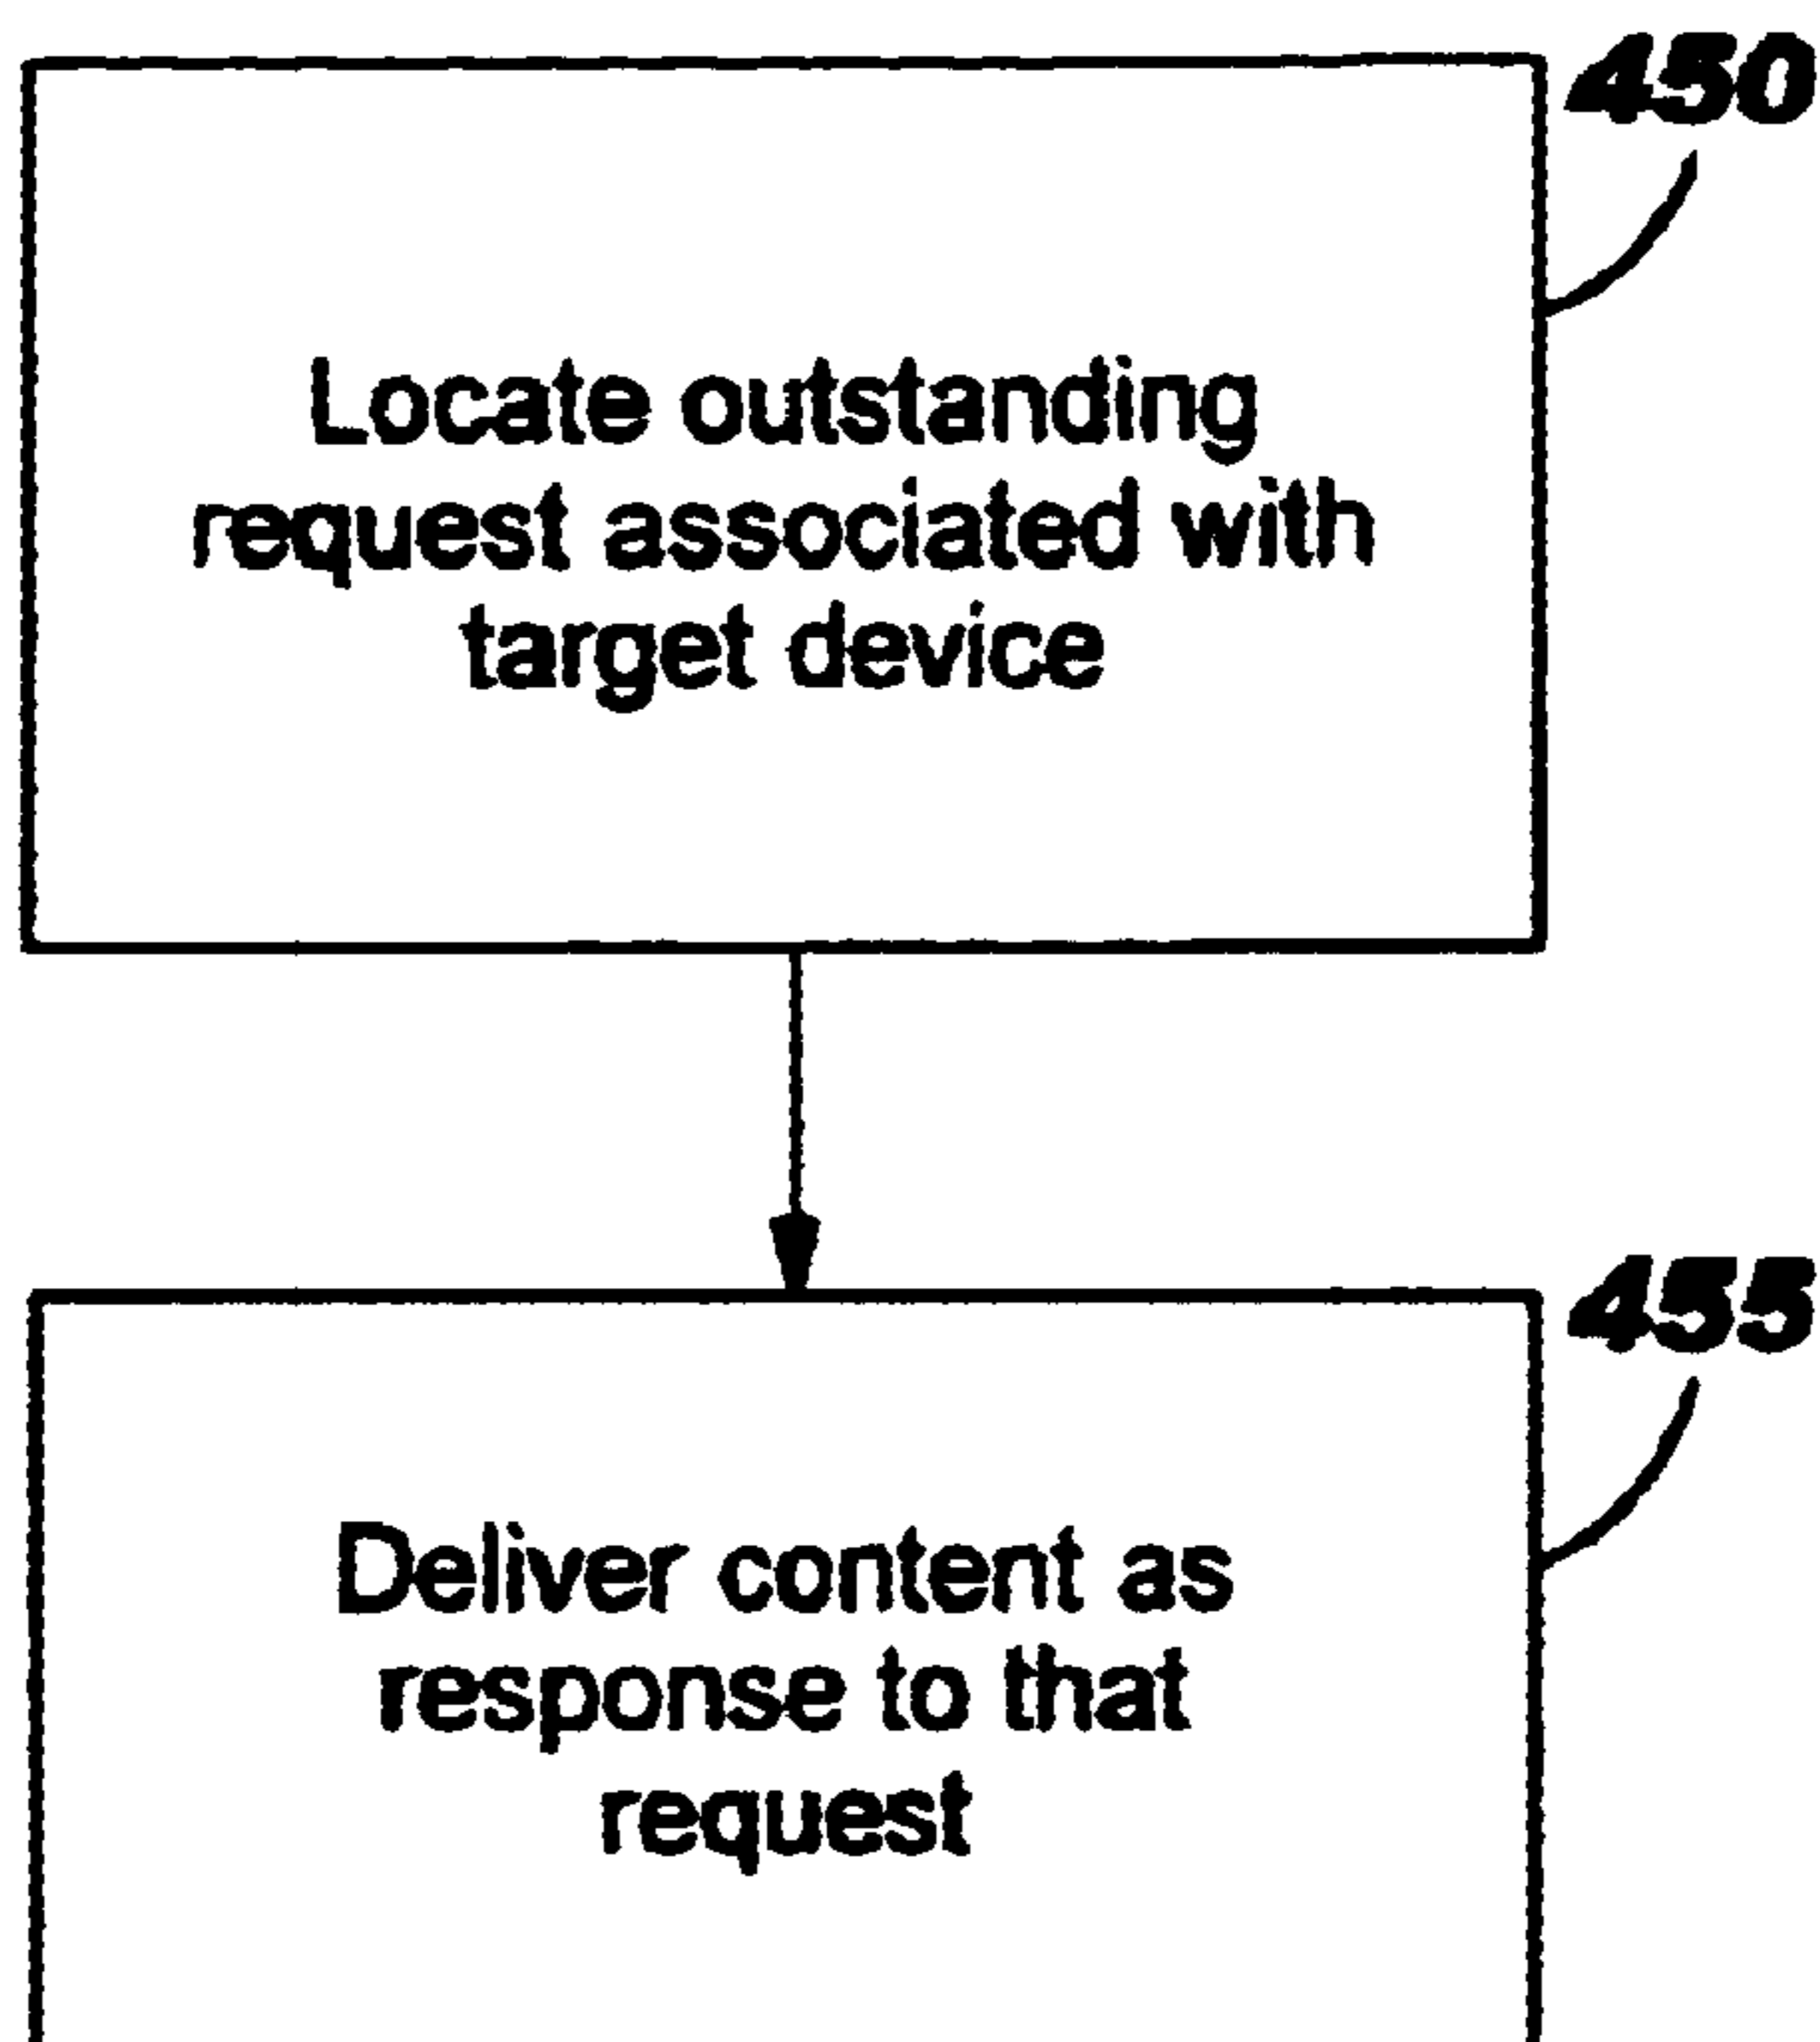 450
Locate outstanding
request associated with
target device
455
Deliver content as
response to that
request